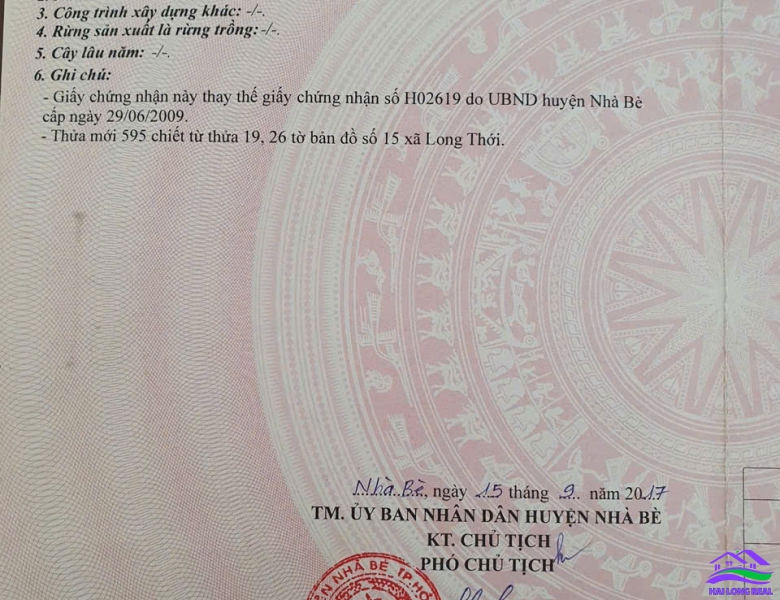 3. Công trình xây dựng khác: -/-.
4. Rừng sản xuất là rừng trồng: -/-.
5. Cây lâu năm: -/-.
6. Ghi chú:
- Giấy chứng nhận này thay thế giấy chứng nhận số H02619 do UBND huyện Nhà Bè
cấp ngày 29/06/2009.
- Thửa mới 595 chiết từ thửa 19, 26 tờ bản đồ số 15 xã Long Thới.
Nhà Bè, ngày 15 tháng 9 năm 2017
TM. ỦY BAN NHÂN DÂN HUYỆN NHÀ BÈ
KT. CHỦ TỊCH
PHÓ CHỦ TỊCH
N NHÀ BÈ TP.HỒ
HAI LONG REAL